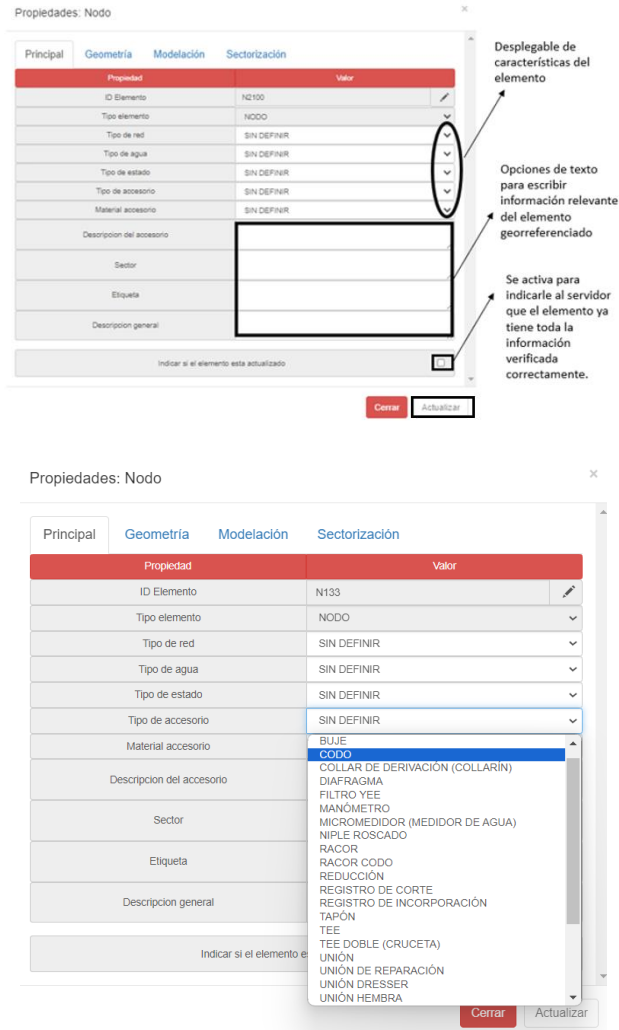 Propiedades: Nodo
×
Principal Geometría Modelación Sectorización
Propiedad Valor
ID Elemento N2100
Tipo elemento NODO
Tipo de red SIN DEFINIR
Tipo de agua SIN DEFINIR
Tipo de estado SIN DEFINIR
Tipo de accesorio SIN DEFINIR
Material accesorio SIN DEFINIR
Descripcion del accesorio
Sector
Etiqueta
Descripcion general
Indicar si el elemento esta actualizado
Cerrar Actualizar
Desplegable de
características del
elemento
Opciones de texto
para escribir
información relevante
del elemento
georreferenciado
Se activa para
indicarle al servidor
que el elemento ya
tiene toda la
información
verificada
correctamente.
Propiedades: Nodo
×
Principal Geometría Modelación Sectorización
Propiedad Valor
ID Elemento N133
Tipo elemento NODO
Tipo de red SIN DEFINIR
Tipo de agua SIN DEFINIR
Tipo de estado SIN DEFINIR
Tipo de accesorio SIN DEFINIR
Material accesorio
Descripcion del accesorio
Sector
Etiqueta
Descripcion general
Indicar si el elemento e
BUJE
CODO
COLLAR DE DERIVACIÓN (COLLARÍN)
DIAFRAGMA
FILTRO YEE
MANÓMETRO
MICROMEDIDOR (MEDIDOR DE AGUA)
NIPLE ROSCADO
RACOR
RACOR CODO
REDUCCIÓN
REGISTRO DE CORTE
REGISTRO DE INCORPORACIÓN
TAPÓN
TEE
TEE DOBLE (CRUCETA)
UNIÓN
UNIÓN DE REPARACIÓN
UNIÓN DRESSER
UNIÓN HEMBRA
Cerrar Actualizar